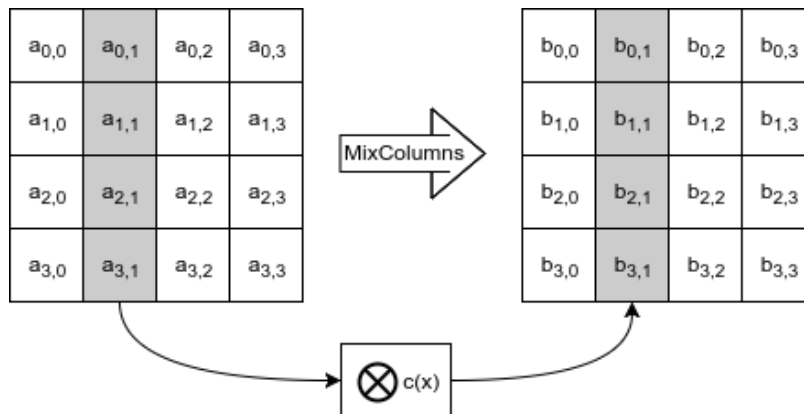 a0,0 a0,1 a0,2 a0,3 b0,0 b0,1 b0,2 b0,3
a1,0 a1,1 a1,2 a1,3 b1,0 b1,1 b1,2 b1,3
MixColumns
a2,0 a2,1 a2,2 a2,3 b2,0 b2,1 b2,2 b2,3
a3,0 a3,1 a3,2 a3,3 b3,0 b3,1 b3,2 b3,3
⊗ c(x)